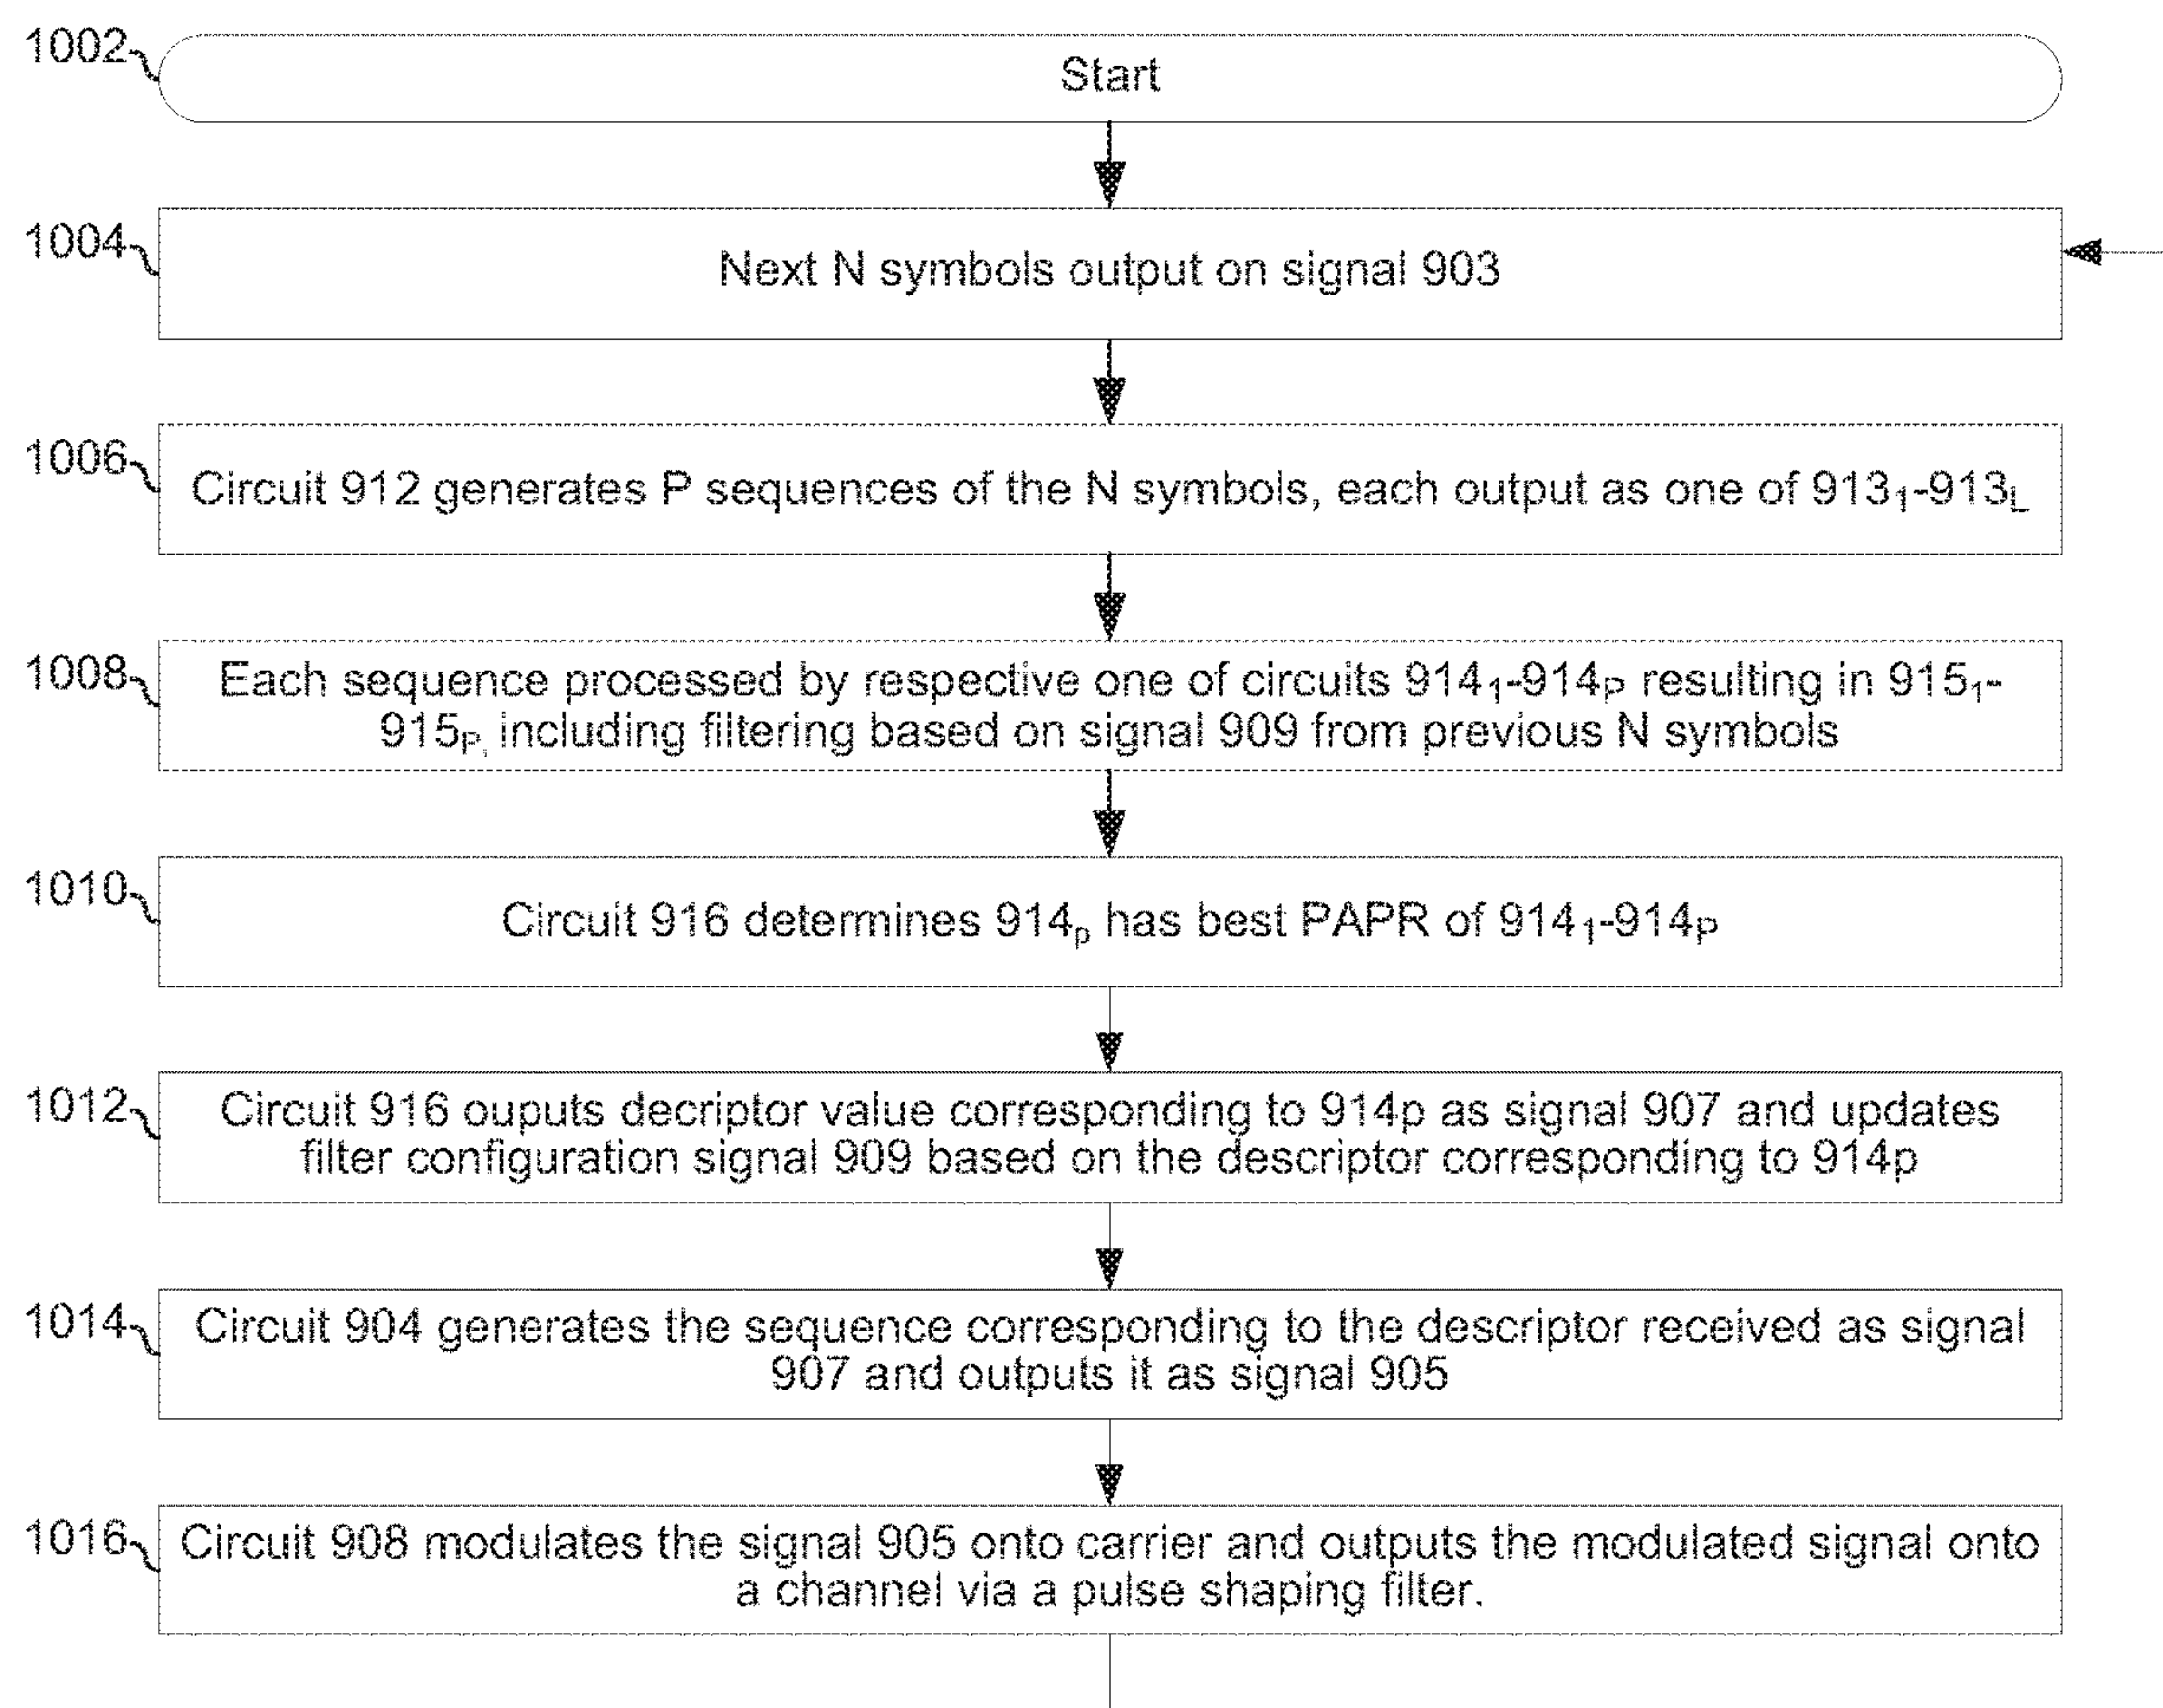 1002
Start
1004
Next N symbols output on signal 903
1006
Circuit 912 generates P sequences of the N symbols, each output as one of 913₁-913L
1008
Each sequence processed by respective one of circuits 914₁-914P resulting in 915₁-
915P, including filtering based on signal 909 from previous N symbols
1010
Circuit 916 determines 914p has best PAPR of 914₁-914P
1012
Circuit 916 ouputs decriptor value corresponding to 914p as signal 907 and updates
filter configuration signal 909 based on the descriptor corresponding to 914p
1014
Circuit 904 generates the sequence corresponding to the descriptor received as signal
907 and outputs it as signal 905
1016
Circuit 908 modulates the signal 905 onto carrier and outputs the modulated signal onto
a channel via a pulse shaping filter.